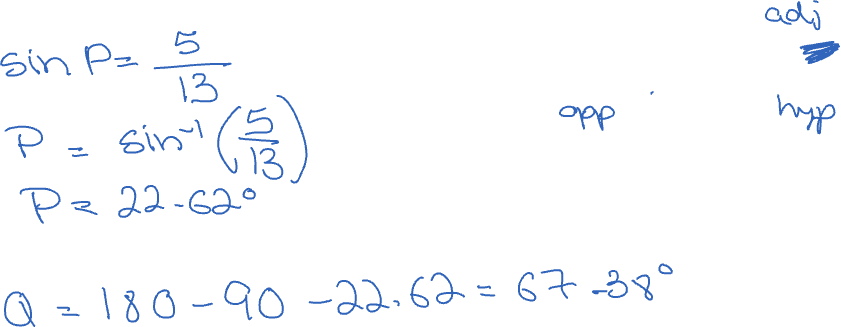 adj
sin P = 5/13
opp hyp
P = sin⁻¹(5/13)
P = 22.62°
Q = 180 - 90 - 22.62 = 67.38°